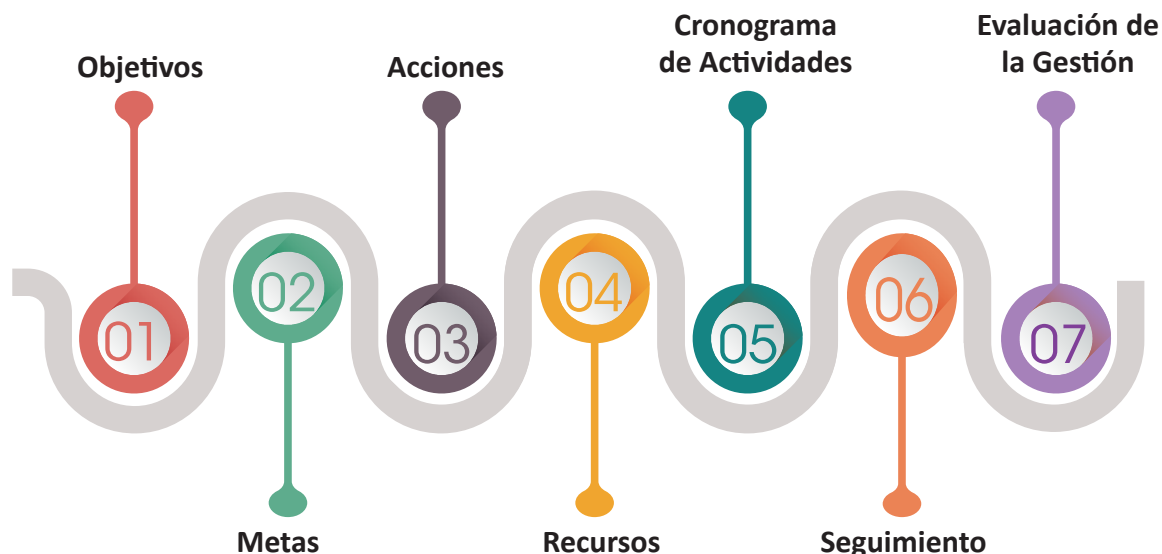 Objetivos
01
02
Metas
Acciones
03
04
Recursos
Cronograma
de Actividades
05
06
Seguimiento
Evaluación de
la Gestión
07